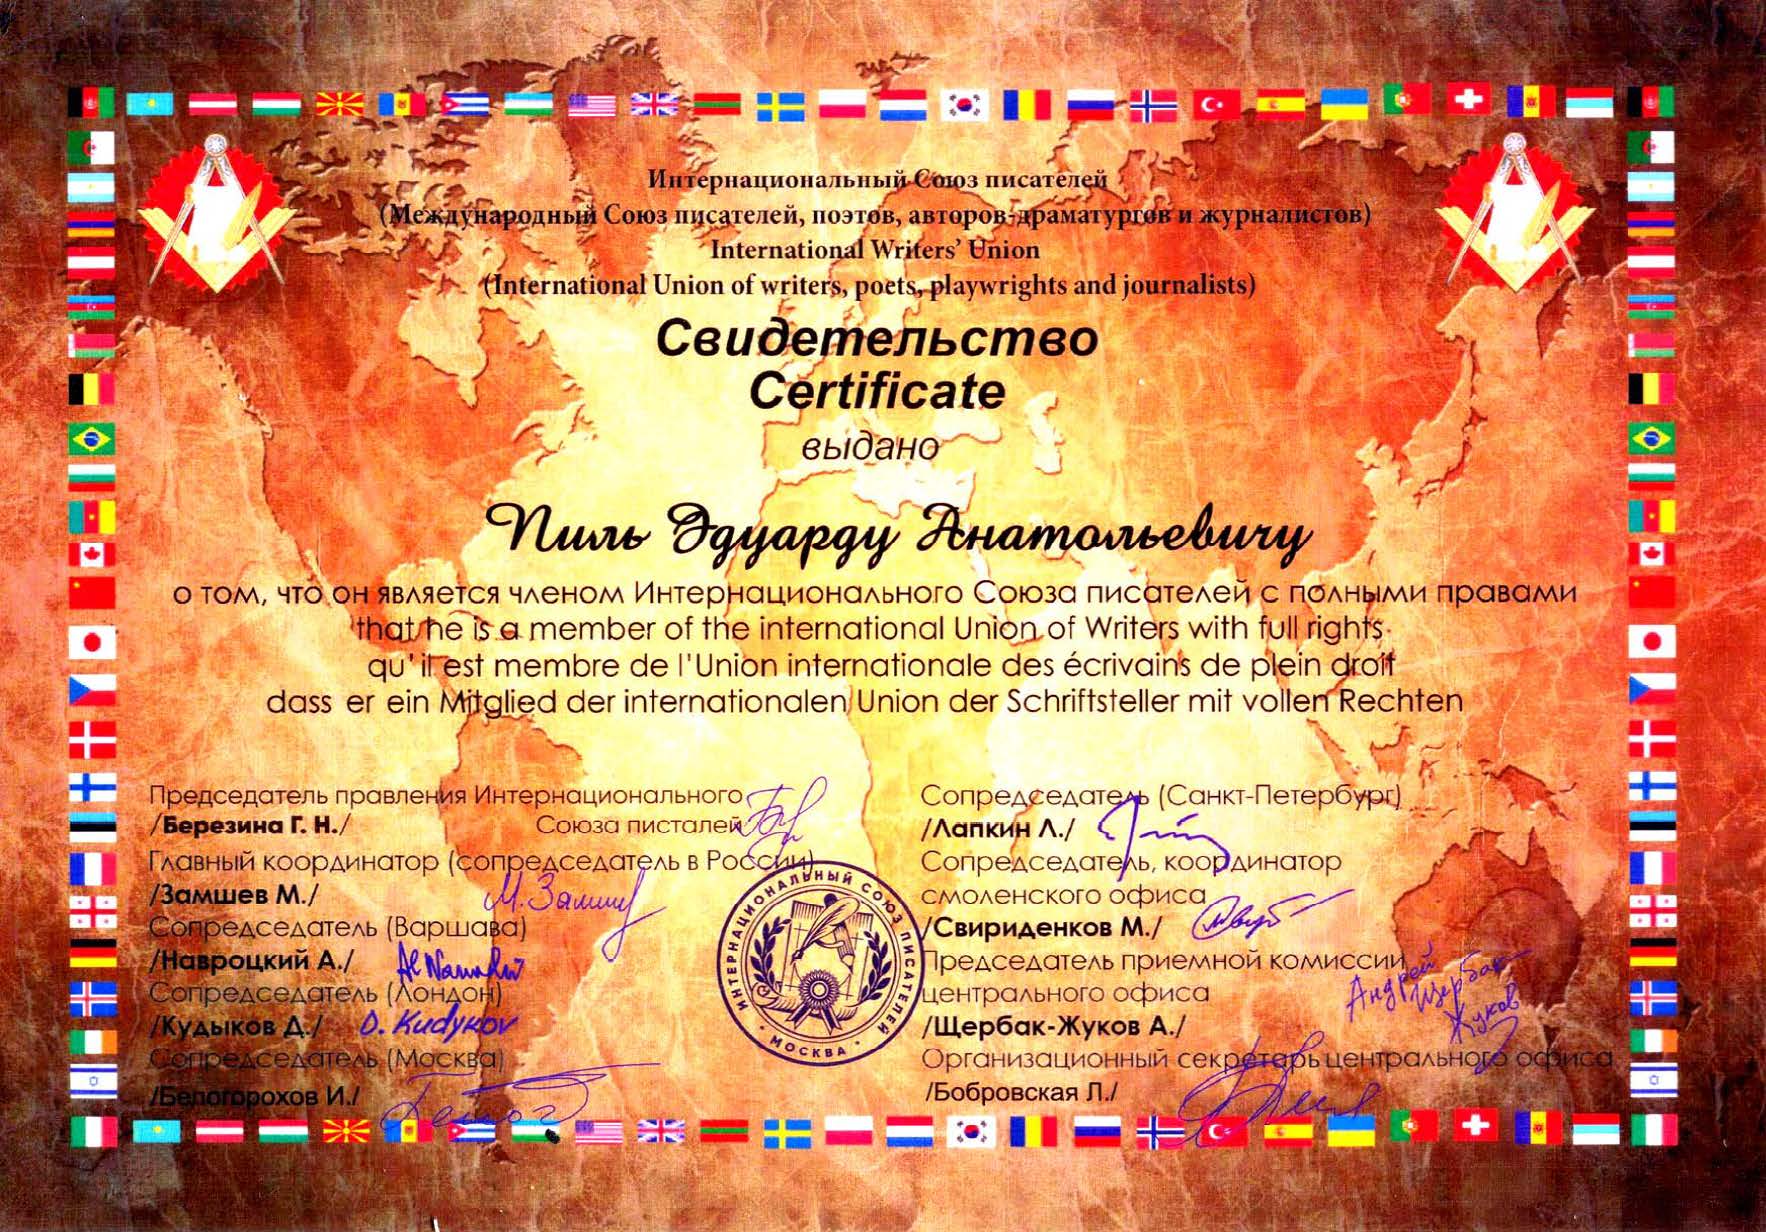 Интернациональный Союз писателей
(Международный Союз писателей, поэтов, авторов-драматургов и журналистов)
International Writers' Union
(International Union of writers, poets, playwrights and journalists)
Свидетельство
Certificate
выдано
Пиль Эдуарду Анатольевичу
о том, что он является членом Интернационального Союза писателей с полными правами
that he is a member of the international Union of Writers with full rights
qu'il est membre de l'Union internationale des écrivains de plein droit
dass er ein Mitglied der internationalen Union der Schriftsteller mit vollen Rechten
Председатель правления Интернационального
/Березина Г. Н./ Союза писталей
Главный координатор (сопредседатель в России)
/Замшев М./ М. Замш
Сопредседатель (Варшава)
/Навроцкий А./
Сопредседатель (Лондон)
/Кудыков Д./ D. Kudykov
Сопредседатель (Москва)
/Белогорохов И./
ИНТЕРНАЦИОНАЛЬНЫЙ СОЮЗ ПИСАТЕЛЕЙ
• МОСКВА •
Сопредседатель (Санкт-Петербург)
/Лапкин Л./
Сопредседатель, координатор
смоленского офиса
/Свириденков М./
Председатель приемной комиссии
центрального офиса
/Щербак-Жуков А./
Андрей
Щербак-
Жуков
Организационный секретарь центрального офиса
/Бобровская Л./